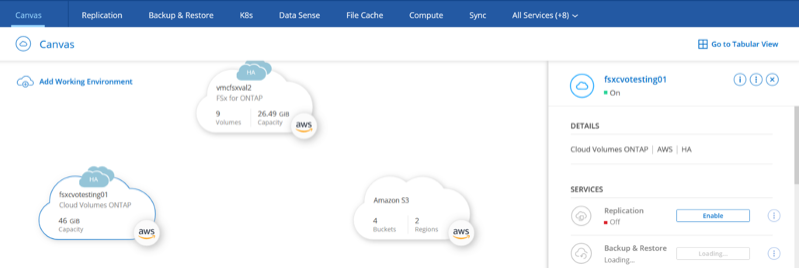 Canvas Replication Backup & Restore K8s Data Sense File Cache Compute Sync All Services (+8)
Canvas
Go to Tabular View
Add Working Environment
HA
vmcfsxval2
FSx for ONTAP
9 26.49 GiB
Volumes Capacity
aws
HA
fsxcvotesting01
Cloud Volumes ONTAP
46 GiB
Capacity
aws
Amazon S3
4 2
Buckets Regions
aws
fsxcvotesting01
On
DETAILS
Cloud Volumes ONTAP | AWS | HA
SERVICES
Replication
Off
Enable
Backup & Restore
Loading...
Loading...